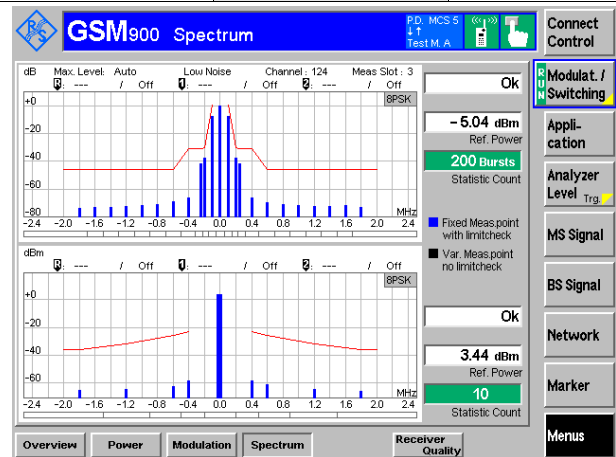 GSM900 Spectrum
P.D. MCS 5
↓↑
Test M. A
Connect
Control
dB Max. Level: Auto Low Noise Channel : 124 Meas Slot : 3
--- / Off --- / Off --- / Off
8PSK
+0
-20
-40
-60
-80
MHz
-2.4 -2.0 -1.6 -1.2 -0.8 -0.4 0.0 0.4 0.8 1.2 1.6 2.0 2.4
Ok
-5.04 dBm
Ref. Power
200 Bursts
Statistic Count
Fixed Meas.point
with limitcheck
Var. Meas.point
no limitcheck
dBm
--- / Off --- / Off --- / Off
8PSK
+0
-20
-40
-60
MHz
-2.4 -2.0 -1.6 -1.2 -0.8 -0.4 0.0 0.4 0.8 1.2 1.6 2.0 2.4
Ok
3.44 dBm
Ref. Power
10
Statistic Count
RUN
Modulat. /
Switching
Appli-
cation
Analyzer
Level Trg.
MS Signal
BS Signal
Network
Marker
Menus
Overview Power Modulation Spectrum Receiver
Quality